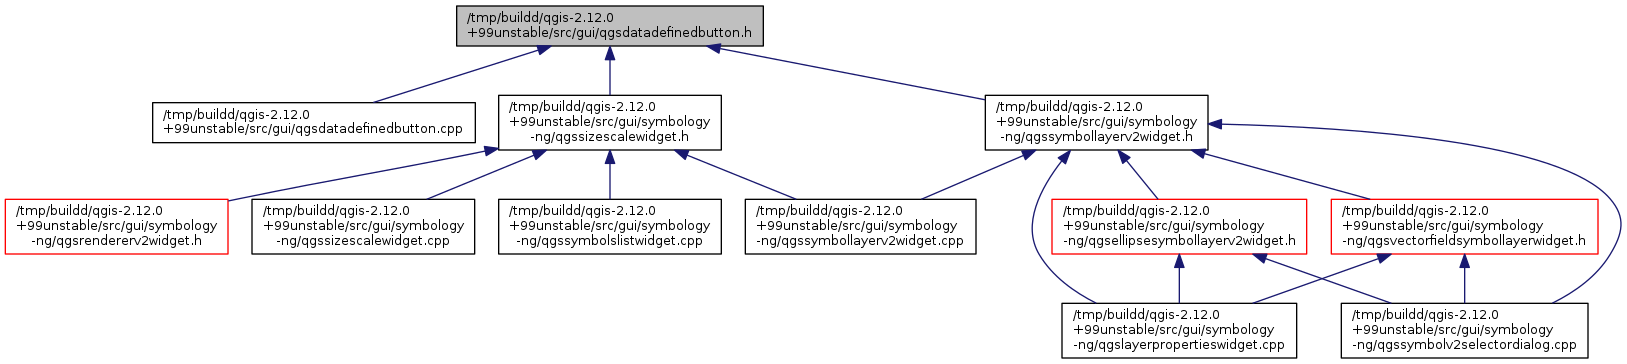 /tmp/buildd/qgis-2.12.0
+99unstable/src/gui/qgsdatadefinedbutton.h
/tmp/buildd/qgis-2.12.0
+99unstable/src/gui/qgsdatadefinedbutton.cpp
/tmp/buildd/qgis-2.12.0
+99unstable/src/gui/symbology
-ng/qgssizescalewidget.h
/tmp/buildd/qgis-2.12.0
+99unstable/src/gui/symbology
-ng/qgssymbollayerv2widget.h
/tmp/buildd/qgis-2.12.0
+99unstable/src/gui/symbology
-ng/qgsrendererv2widget.h
/tmp/buildd/qgis-2.12.0
+99unstable/src/gui/symbology
-ng/qgssizescalewidget.cpp
/tmp/buildd/qgis-2.12.0
+99unstable/src/gui/symbology
-ng/qgssymbolslistwidget.cpp
/tmp/buildd/qgis-2.12.0
+99unstable/src/gui/symbology
-ng/qgssymbollayerv2widget.cpp
/tmp/buildd/qgis-2.12.0
+99unstable/src/gui/symbology
-ng/qgsellipsesymbollayerv2widget.h
/tmp/buildd/qgis-2.12.0
+99unstable/src/gui/symbology
-ng/qgsvectorfieldsymbollayerwidget.h
/tmp/buildd/qgis-2.12.0
+99unstable/src/gui/symbology
-ng/qgslayerpropertieswidget.cpp
/tmp/buildd/qgis-2.12.0
+99unstable/src/gui/symbology
-ng/qgssymbolv2selectordialog.cpp